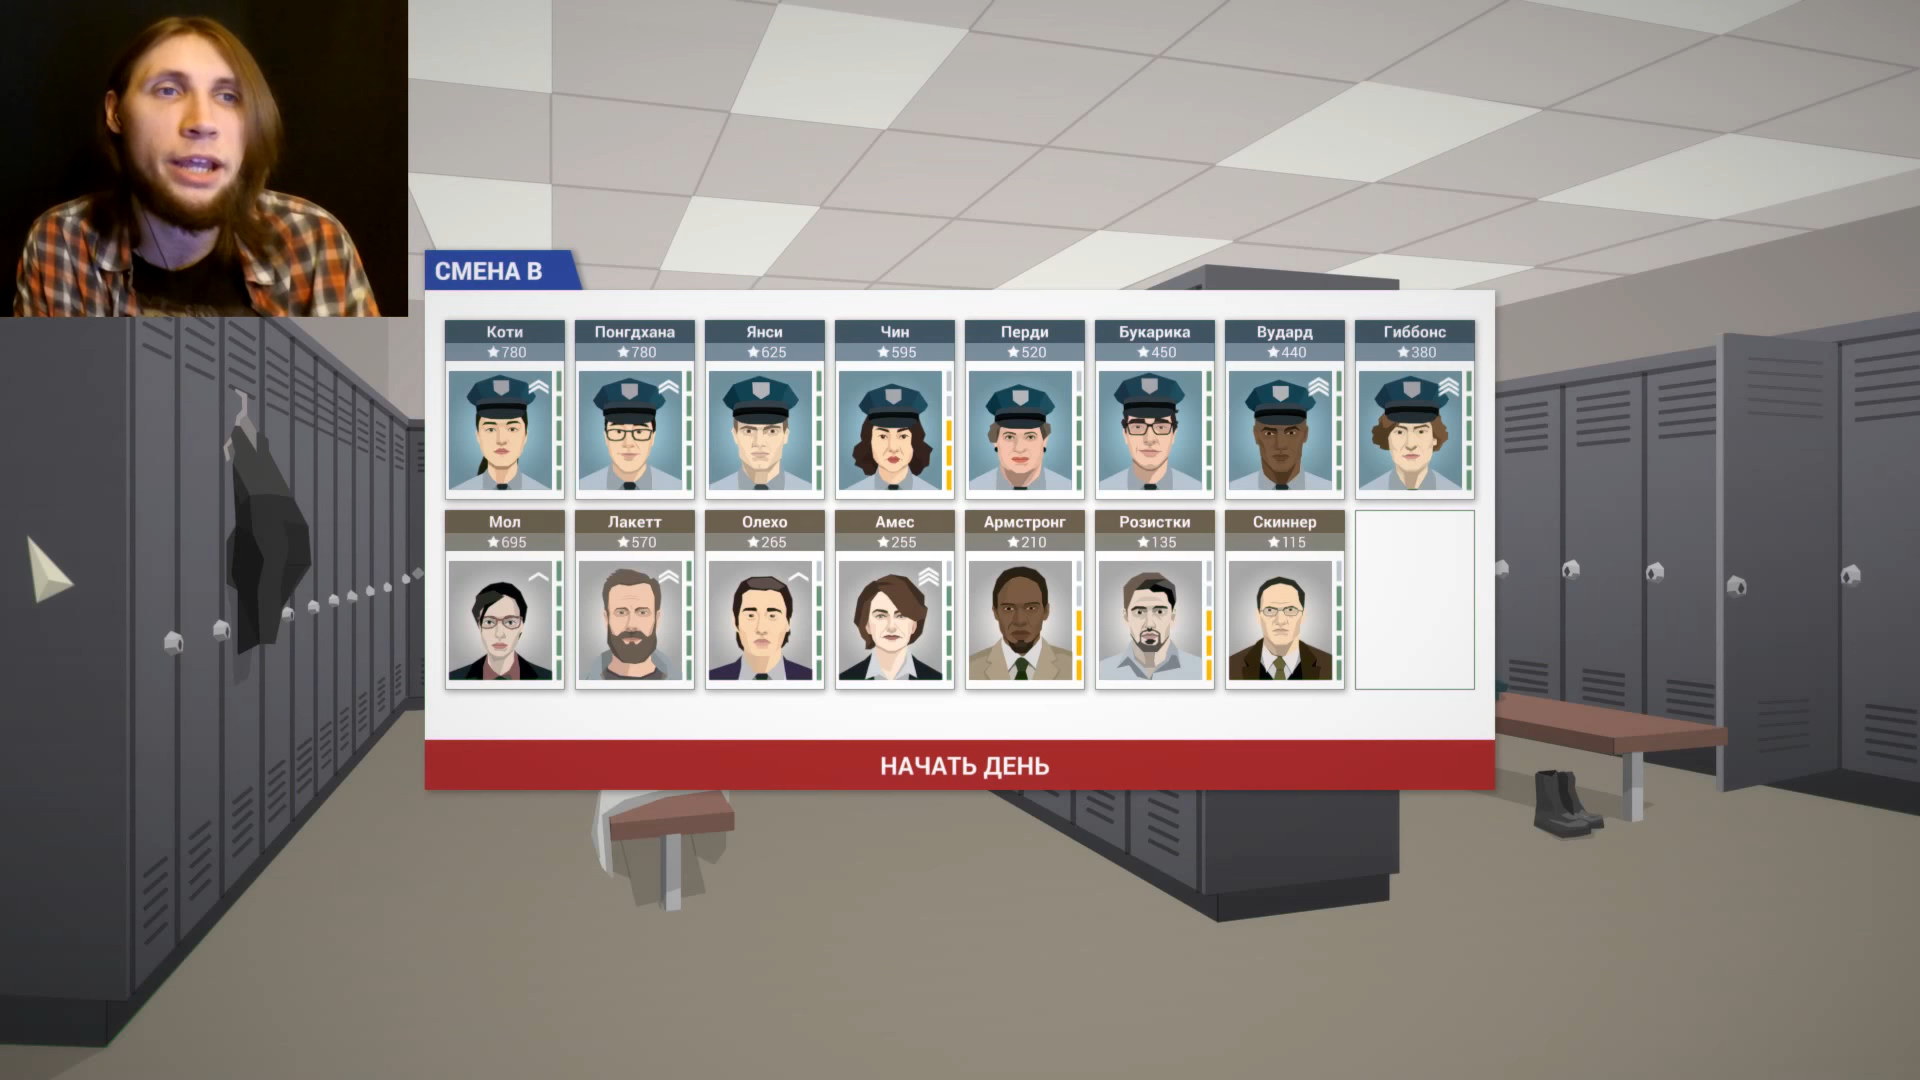 СМЕНА В
Коти Понгдхана Янси Чин Перди Букарика Вудард Гиббонс
780 780 625 595 520 450 440 380
Мол Лакетт Олехо Амес Армстронг Розистки Скиннер
695 570 265 255 210 135 115
НАЧАТЬ ДЕНЬ